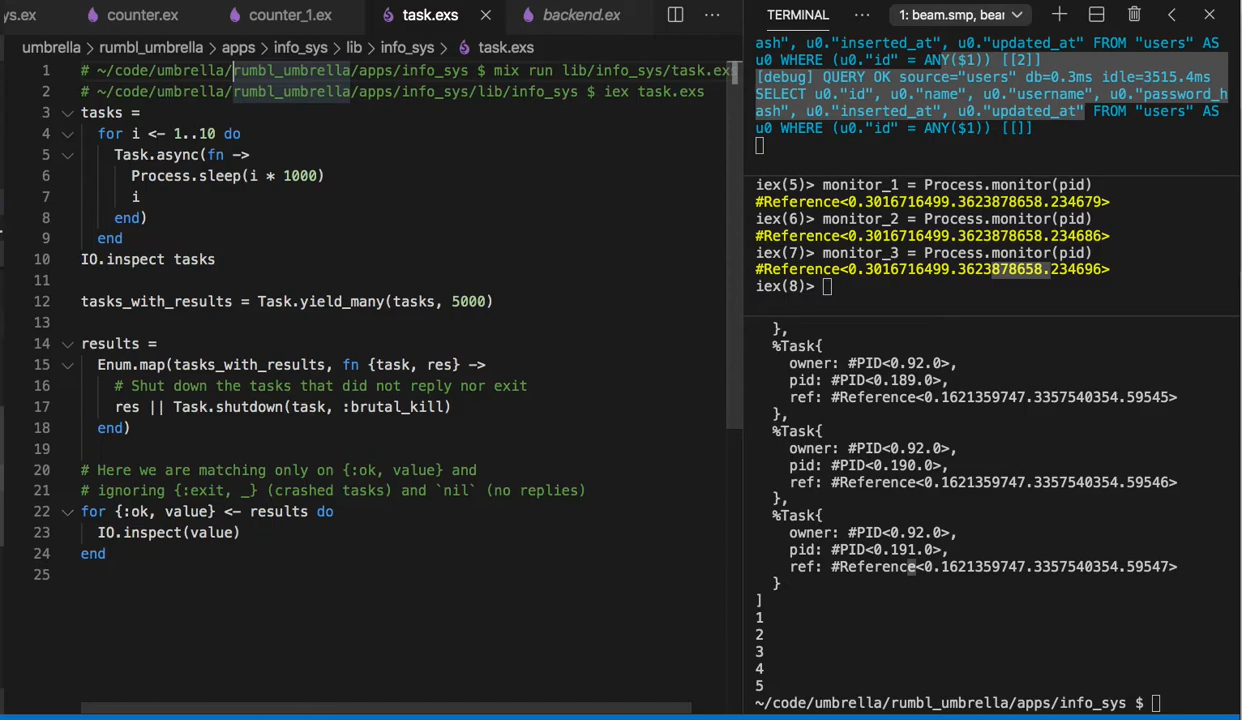 ys.ex counter.ex counter_1.ex task.exs backend.ex
umbrella > rumbl_umbrella > apps > info_sys > lib > info_sys > task.exs
1 # ~/code/umbrella/rumbl_umbrella/apps/info_sys $ mix run lib/info_sys/task.exs
2 # ~/code/umbrella/rumbl_umbrella/apps/info_sys/lib/info_sys $ iex task.exs
3 tasks =
4 for i <- 1..10 do
5 Task.async(fn ->
6 Process.sleep(i * 1000)
7 i
8 end)
9 end
10 IO.inspect tasks
11
12 tasks_with_results = Task.yield_many(tasks, 5000)
13
14 results =
15 Enum.map(tasks_with_results, fn {task, res} ->
16 # Shut down the tasks that did not reply nor exit
17 res || Task.shutdown(task, :brutal_kill)
18 end)
19
20 # Here we are matching only on {:ok, value} and
21 # ignoring {:exit, _} (crashed tasks) and `nil` (no replies)
22 for {:ok, value} <- results do
23 IO.inspect(value)
24 end
25
TERMINAL ... 1: beam.smp, bear
ash", u0."inserted_at", u0."updated_at" FROM "users" AS
u0 WHERE (u0."id" = ANY($1)) [[2]]
[debug] QUERY OK source="users" db=0.3ms idle=3515.4ms
SELECT u0."id", u0."name", u0."username", u0."password_h
ash", u0."inserted_at", u0."updated_at" FROM "users" AS
u0 WHERE (u0."id" = ANY($1)) [[]]
iex(5)> monitor_1 = Process.monitor(pid)
#Reference<0.3016716499.3623878658.234679>
iex(6)> monitor_2 = Process.monitor(pid)
#Reference<0.3016716499.3623878658.234686>
iex(7)> monitor_3 = Process.monitor(pid)
#Reference<0.3016716499.3623878658.234696>
iex(8)>
},
%Task{
owner: #PID<0.92.0>,
pid: #PID<0.189.0>,
ref: #Reference<0.1621359747.3357540354.59545>
},
%Task{
owner: #PID<0.92.0>,
pid: #PID<0.190.0>,
ref: #Reference<0.1621359747.3357540354.59546>
},
%Task{
owner: #PID<0.92.0>,
pid: #PID<0.191.0>,
ref: #Reference<0.1621359747.3357540354.59547>
}
]
1
2
3
4
5
~/code/umbrella/rumbl_umbrella/apps/info_sys $